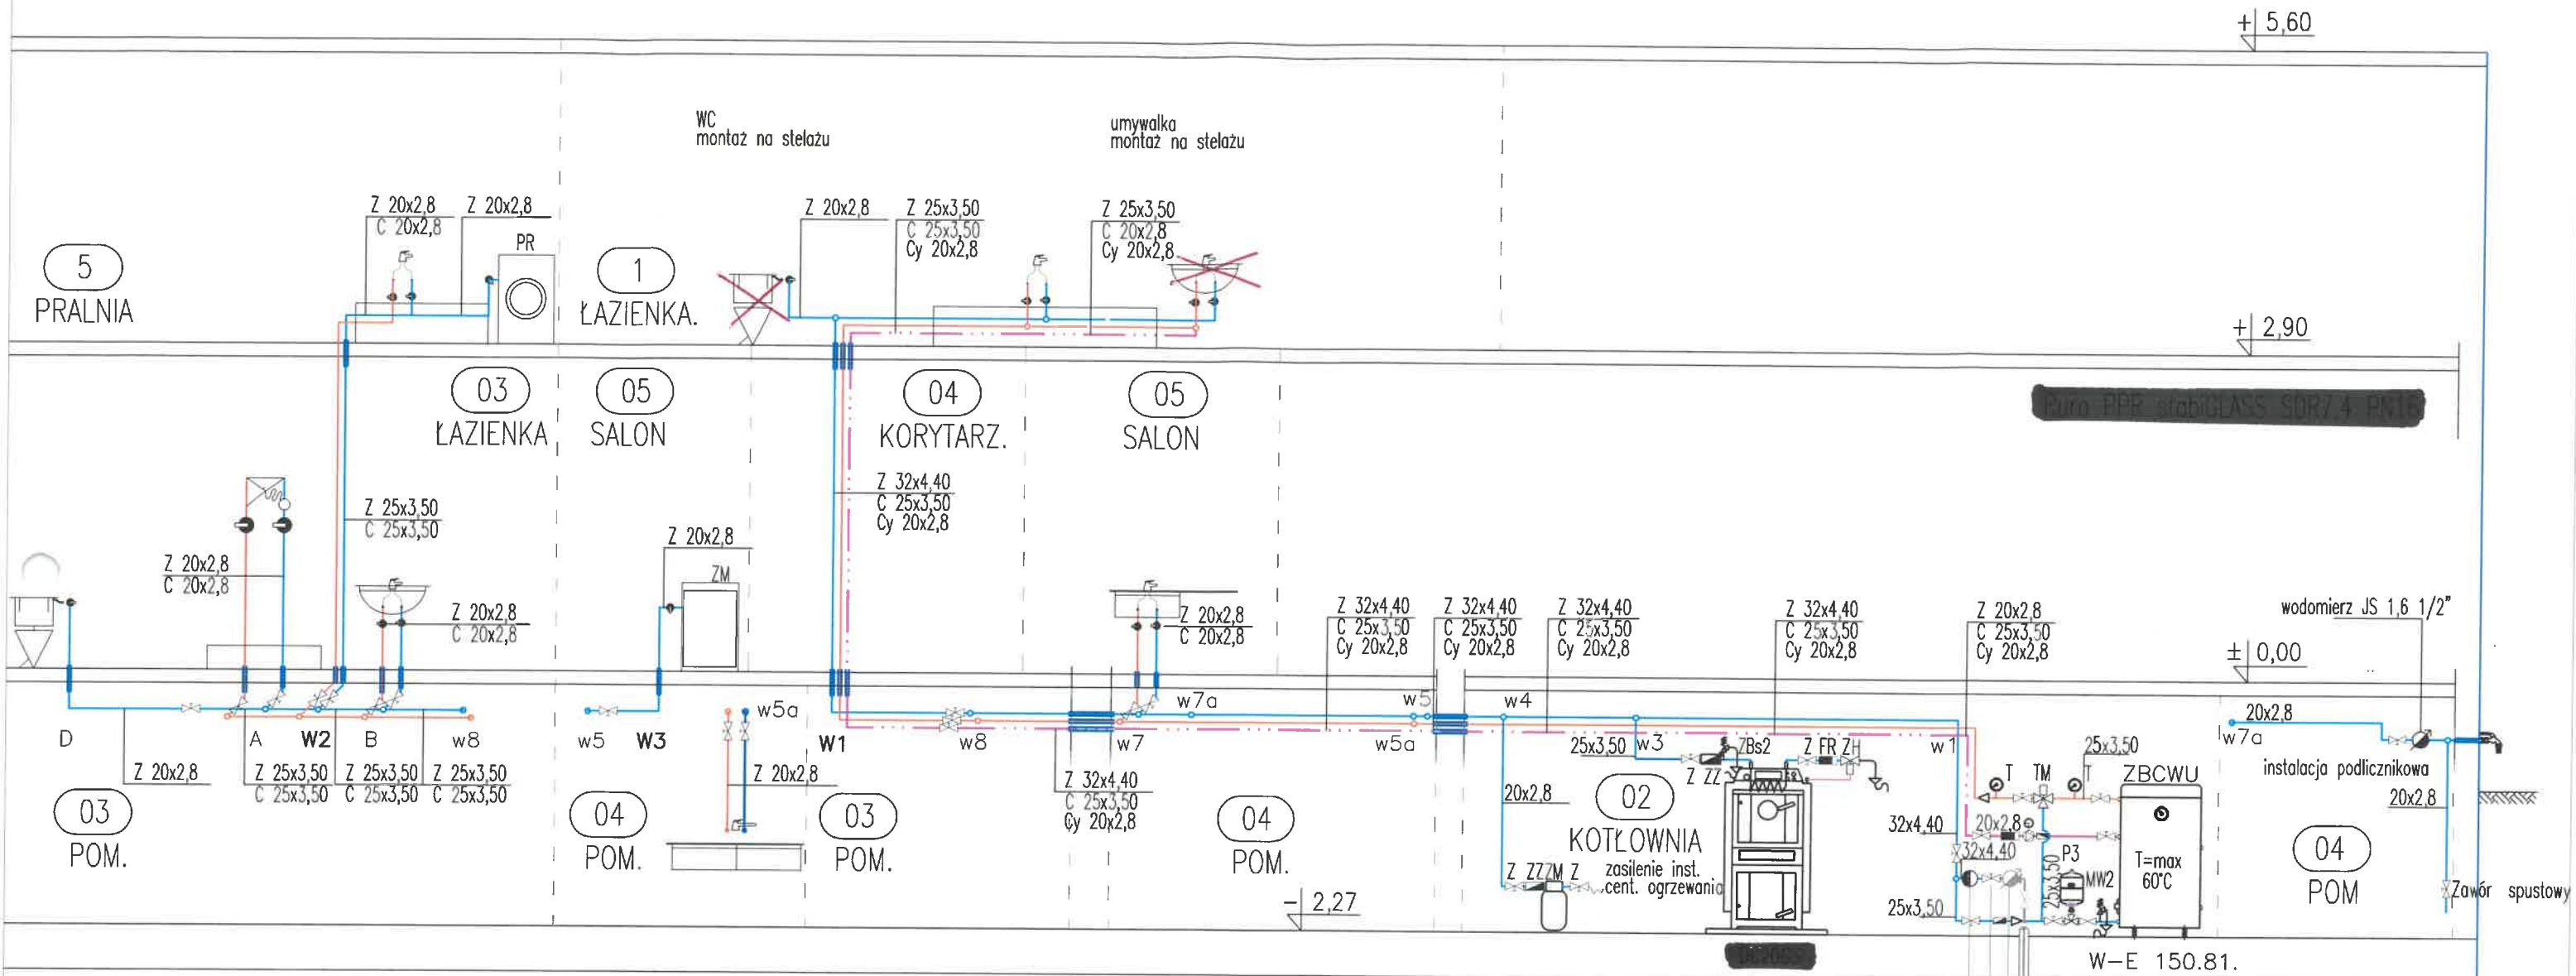 + 5,60
WC
montaż na stelażu
umywalka
montaż na stelażu
Z 20x2,8
C 20x2,8
Z 20x2,8
PR
Z 20x2,8
Z 25x3,50
C 25x3,50
Cy 20x2,8
Z 25x3,50
C 20x2,8
Cy 20x2,8
5
PRALNIA
1
ŁAZIENKA.
+ 2,90
03
ŁAZIENKA
05
SALON
04
KORYTARZ.
05
SALON
Rura PPR stabiGLASS SDR7,4 PN16
Z 32x4,40
C 25x3,50
Cy 20x2,8
Z 25x3,50
C 25x3,50
Z 20x2,8
C 20x2,8
Z 20x2,8
ZM
Z 20x2,8
C 20x2,8
Z 20x2,8
C 20x2,8
Z 32x4,40
C 25x3,50
Cy 20x2,8
Z 32x4,40
C 25x3,50
Cy 20x2,8
Z 32x4,40
C 25x3,50
Cy 20x2,8
Z 32x4,40
C 25x3,50
Cy 20x2,8
Z 20x2,8
C 25x3,50
Cy 20x2,8
wodomierz JS 1,6 1/2"
± 0,00
D
A
W2
B
w8
w5
W3
w5a
W1
w8
w7
w7a
w5
w5a
w4
w3
w1
w7a
20x2,8
Z 20x2,8
Z 25x3,50
C 25x3,50
Z 25x3,50
C 25x3,50
Z 25x3,50
C 25x3,50
Z 20x2,8
Z 32x4,40
C 25x3,50
Cy 20x2,8
25x3,50
Z ZZ
ZBs2
Z FR ZH
20x2,8
T TM T
25x3,50
ZBCWU
instalacja podlicznikowa
20x2,8
03
POM.
04
POM.
03
POM.
04
POM.
02
KOTŁOWNIA
zasilenie inst.
cent. ogrzewania
Z ZZZM Z
32x4,40
20x2,8
32x4,40
25x3,50
25x3,50
P3
MW2
T=max
60°C
04
POM
Zawór spustowy
- 2,27
W-E 150.81.